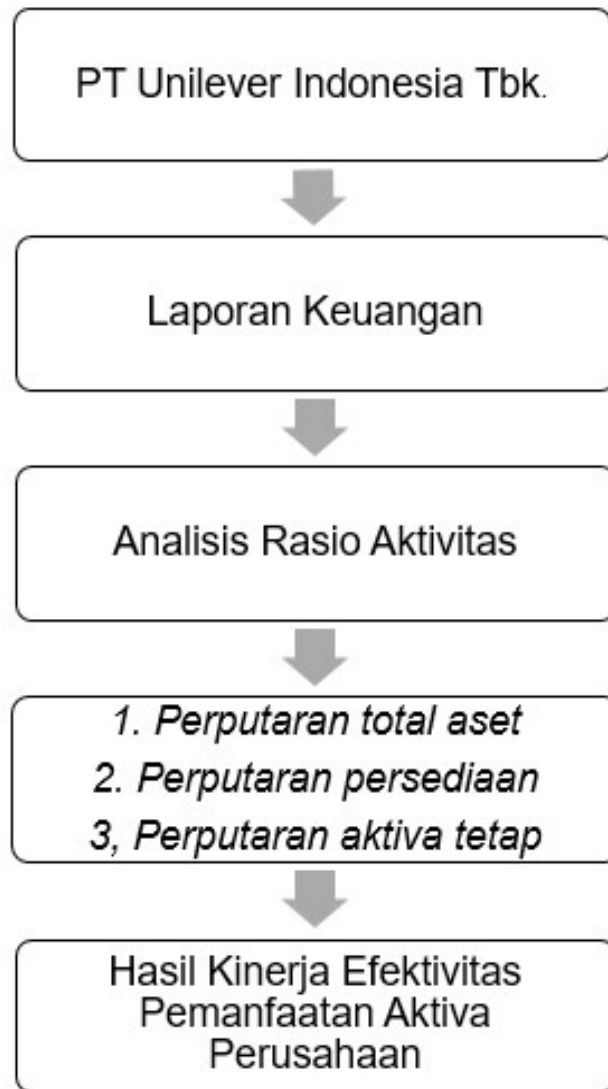 PT Unilever Indonesia Tbk.
Laporan Keuangan
Analisis Rasio Aktivitas
1. Perputaran total aset
2. Perputaran persediaan
3, Perputaran aktiva tetap
Hasil Kinerja Efektivitas
Pemanfaatan Aktiva
Perusahaan